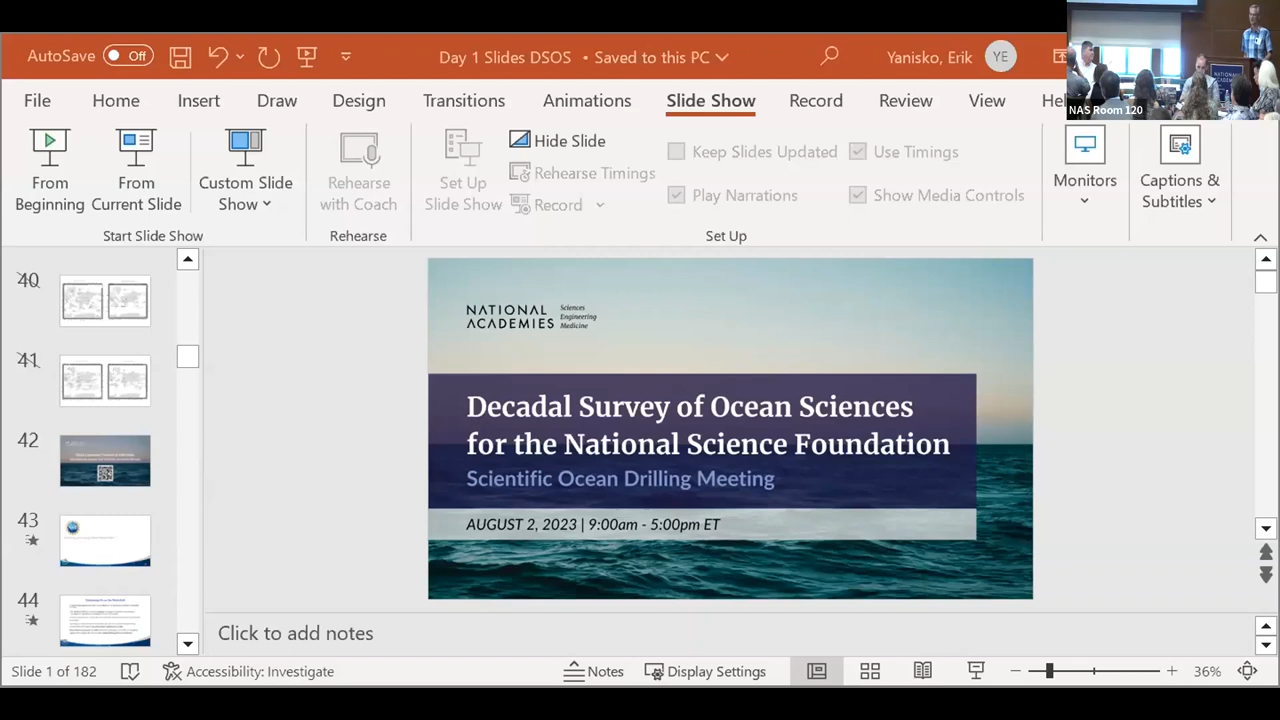 AutoSave Off Day 1 Slides DSOS • Saved to this PC Yanisko, Erik YE
NAS Room 120
File Home Insert Draw Design Transitions Animations Slide Show Record Review View He
From Beginning
From Current Slide
Custom Slide Show
Rehearse with Coach
Set Up Slide Show
Hide Slide
Rehearse Timings
Record
Keep Slides Updated
Play Narrations
Use Timings
Show Media Controls
Monitors
Captions & Subtitles
Start Slide Show Rehearse Set Up
40
41
42
43
44
NATIONAL ACADEMIES
Sciences
Engineering
Medicine
Decadal Survey of Ocean Sciences
for the National Science Foundation
Scientific Ocean Drilling Meeting
AUGUST 2, 2023 | 9:00am - 5:00pm ET
Click to add notes
Slide 1 of 182 Accessibility: Investigate Notes Display Settings 36%